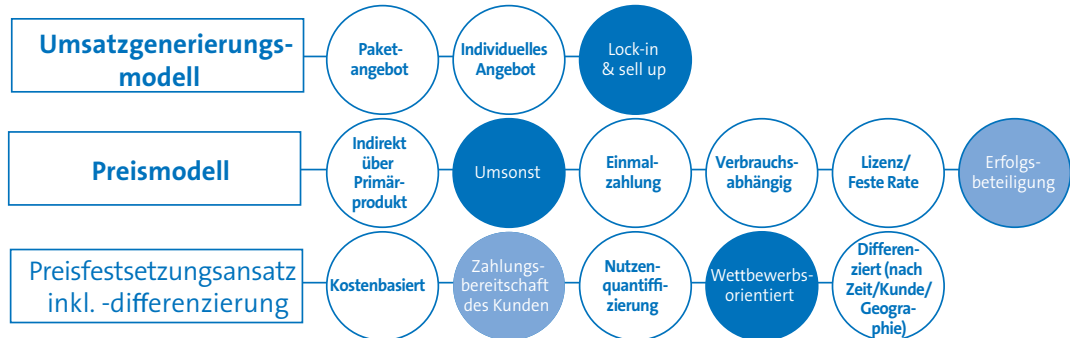 Umsatzgenerierungs-
modell
Paket-
angebot
Individuelles
Angebot
Lock-in
& sell up
Preismodell
Indirekt
über
Primär-
produkt
Umsonst
Einmal-
zahlung
Verbrauchs-
abhängig
Lizenz/
Feste Rate
Erfolgs-
beteiligung
Preisfestsetzungsansatz
inkl. -differenzierung
Kostenbasiert
Zahlungs-
bereitschaft
des Kunden
Nutzen-
quantiffi-
zierung
Wettbewerbs-
orientiert
Differen-
ziert (nach
Zeit/Kunde/
Geogra-
phie)